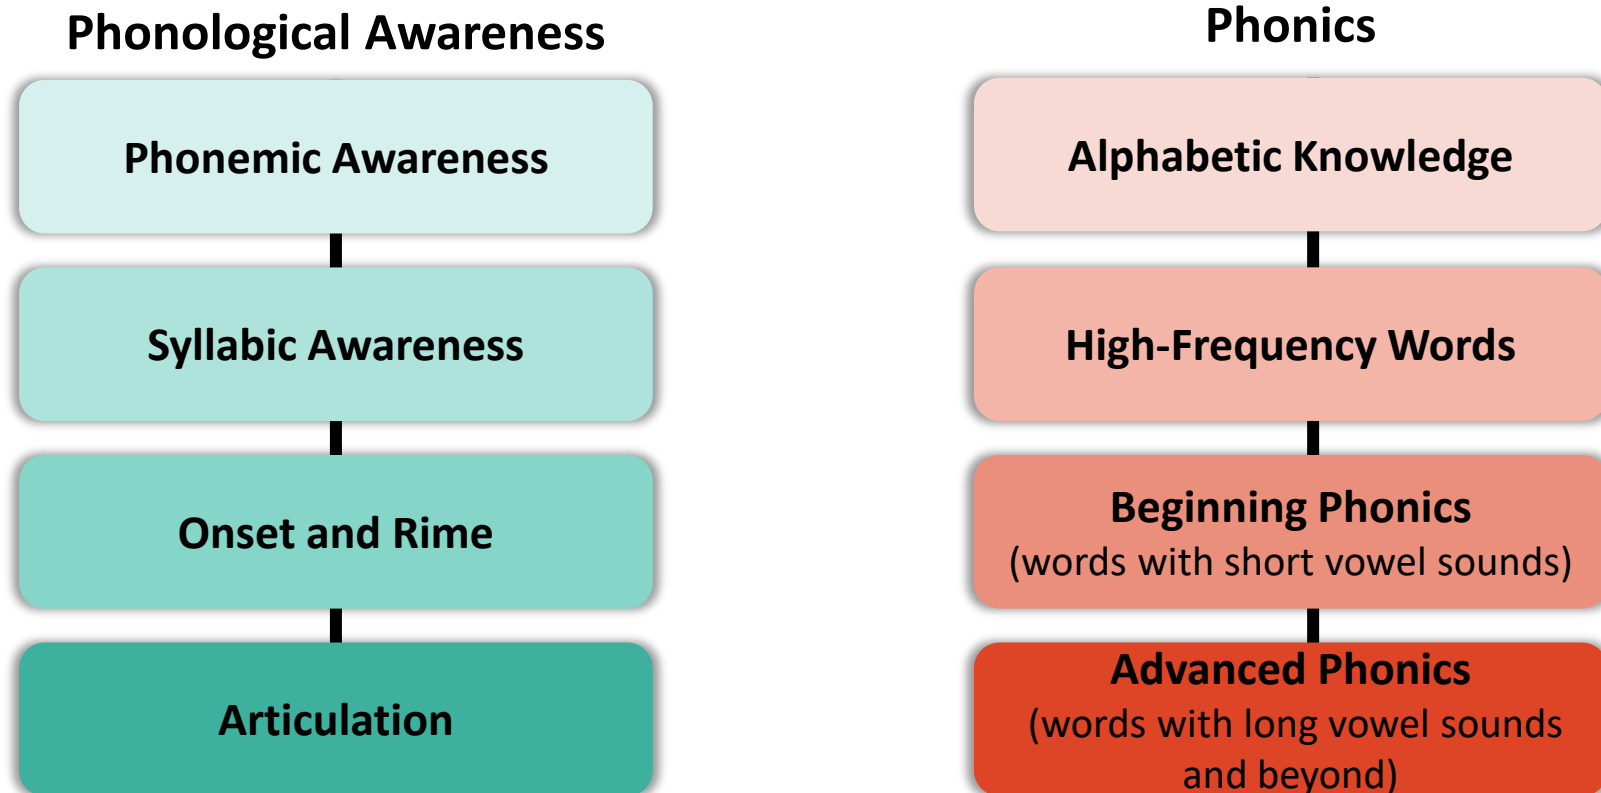 Phonological Awareness
Phonemic Awareness
Syllabic Awareness
Onset and Rime
Articulation
Phonics
Alphabetic Knowledge
High-Frequency Words
Beginning Phonics
(words with short vowel sounds)
Advanced Phonics
(words with long vowel sounds
and beyond)